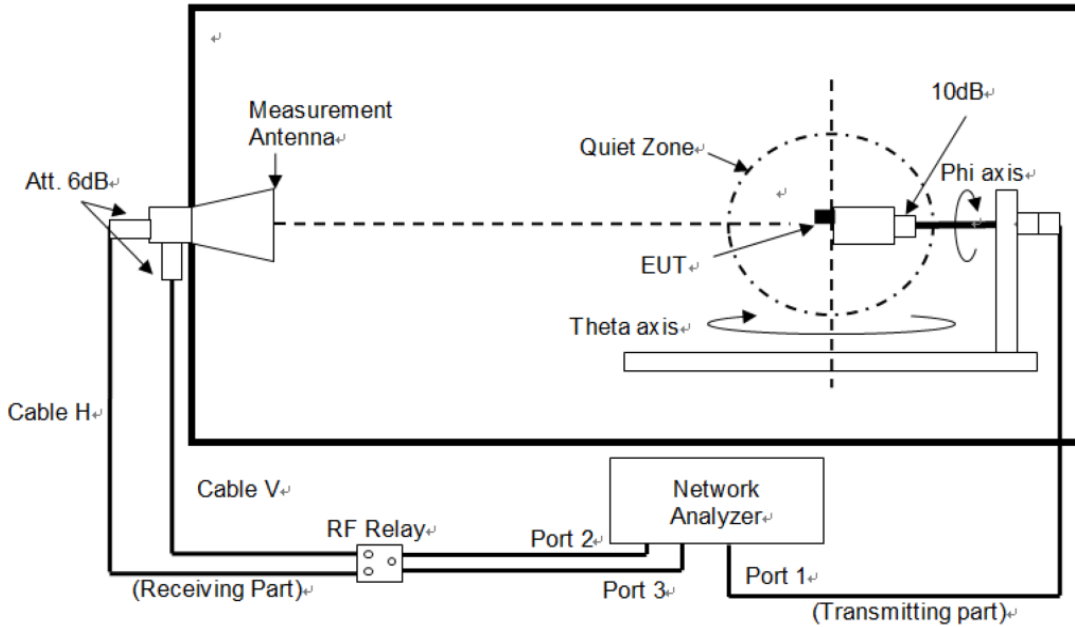 Measurement
Antenna
10dB
Quiet Zone
Att. 6dB
Phi axis
EUT
Theta axis
Cable H
Cable V
Network
Analyzer
RF Relay
Port 2
(Receiving Part)
Port 3
Port 1
(Transmitting part)